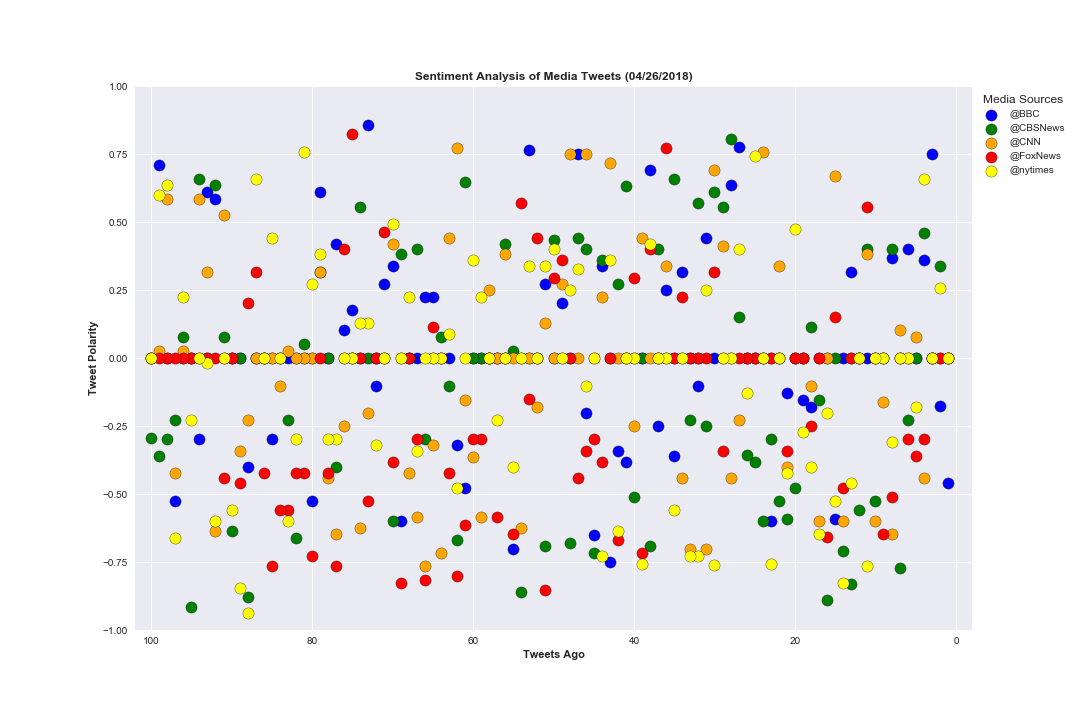 Sentiment Analysis of Media Tweets (04/26/2018)
Media Sources
@BBC
@CBSNews
@CNN
@FoxNews
@nytimes
Tweet Polarity
1.00
0.75
0.50
0.25
0.00
−0.25
−0.50
−0.75
−1.00
100 80 60 40 20 0
Tweets Ago